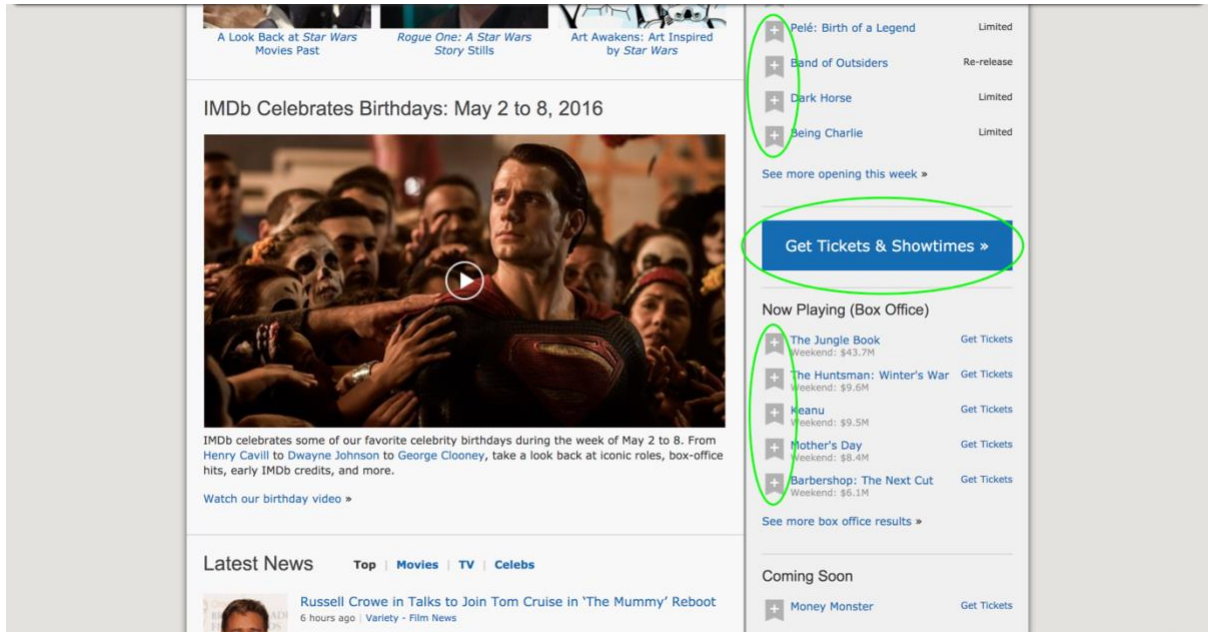 A Look Back at Star Wars
Movies Past
Rogue One: A Star Wars
Story Stills
Art Awakens: Art Inspired
by Star Wars
IMDb Celebrates Birthdays: May 2 to 8, 2016
IMDb celebrates some of our favorite celebrity birthdays during the week of May 2 to 8. From
Henry Cavill to Dwayne Johnson to George Clooney, take a look back at iconic roles, box-office
hits, early IMDb credits, and more.
Watch our birthday video »
Latest News Top | Movies | TV | Celebs
Russell Crowe in Talks to Join Tom Cruise in 'The Mummy' Reboot
6 hours ago | Variety - Film News
Pelé: Birth of a Legend Limited
Band of Outsiders Re-release
Dark Horse Limited
Being Charlie Limited
See more opening this week »
Get Tickets & Showtimes »
Now Playing (Box Office)
The Jungle Book Get Tickets
Weekend: $43.7M
The Huntsman: Winter's War Get Tickets
Weekend: $9.6M
Keanu Get Tickets
Weekend: $9.5M
Mother's Day Get Tickets
Weekend: $8.4M
Barbershop: The Next Cut Get Tickets
Weekend: $6.1M
See more box office results »
Coming Soon
Money Monster Get Tickets